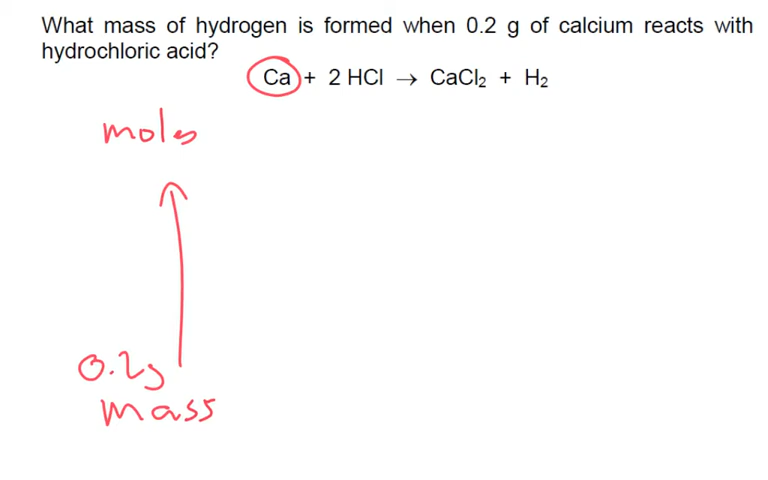 What mass of hydrogen is formed when 0.2 g of calcium reacts with
hydrochloric acid?
Ca + 2 HCl → CaCl₂ + H₂
moles
0.2g
mass